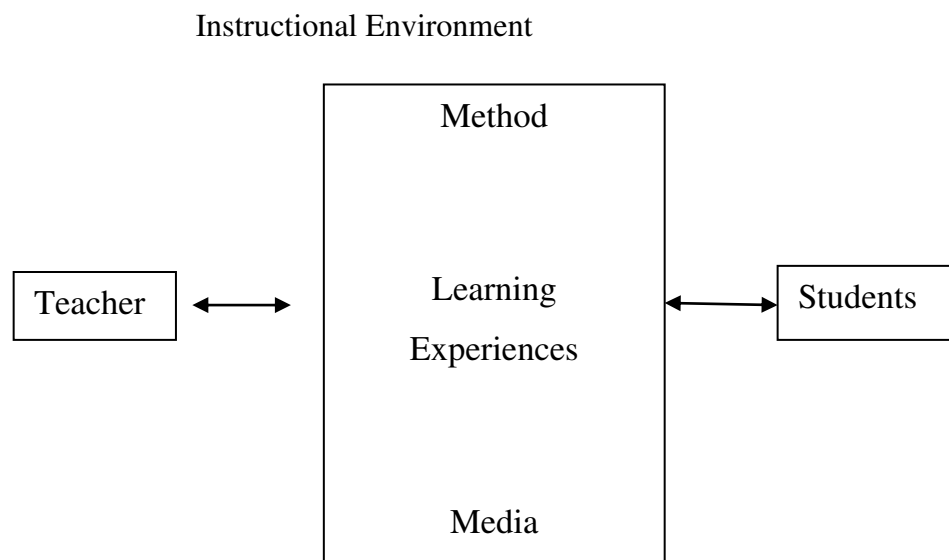 Instructional Environment
Method
Teacher
Learning
Experiences
Students
Media